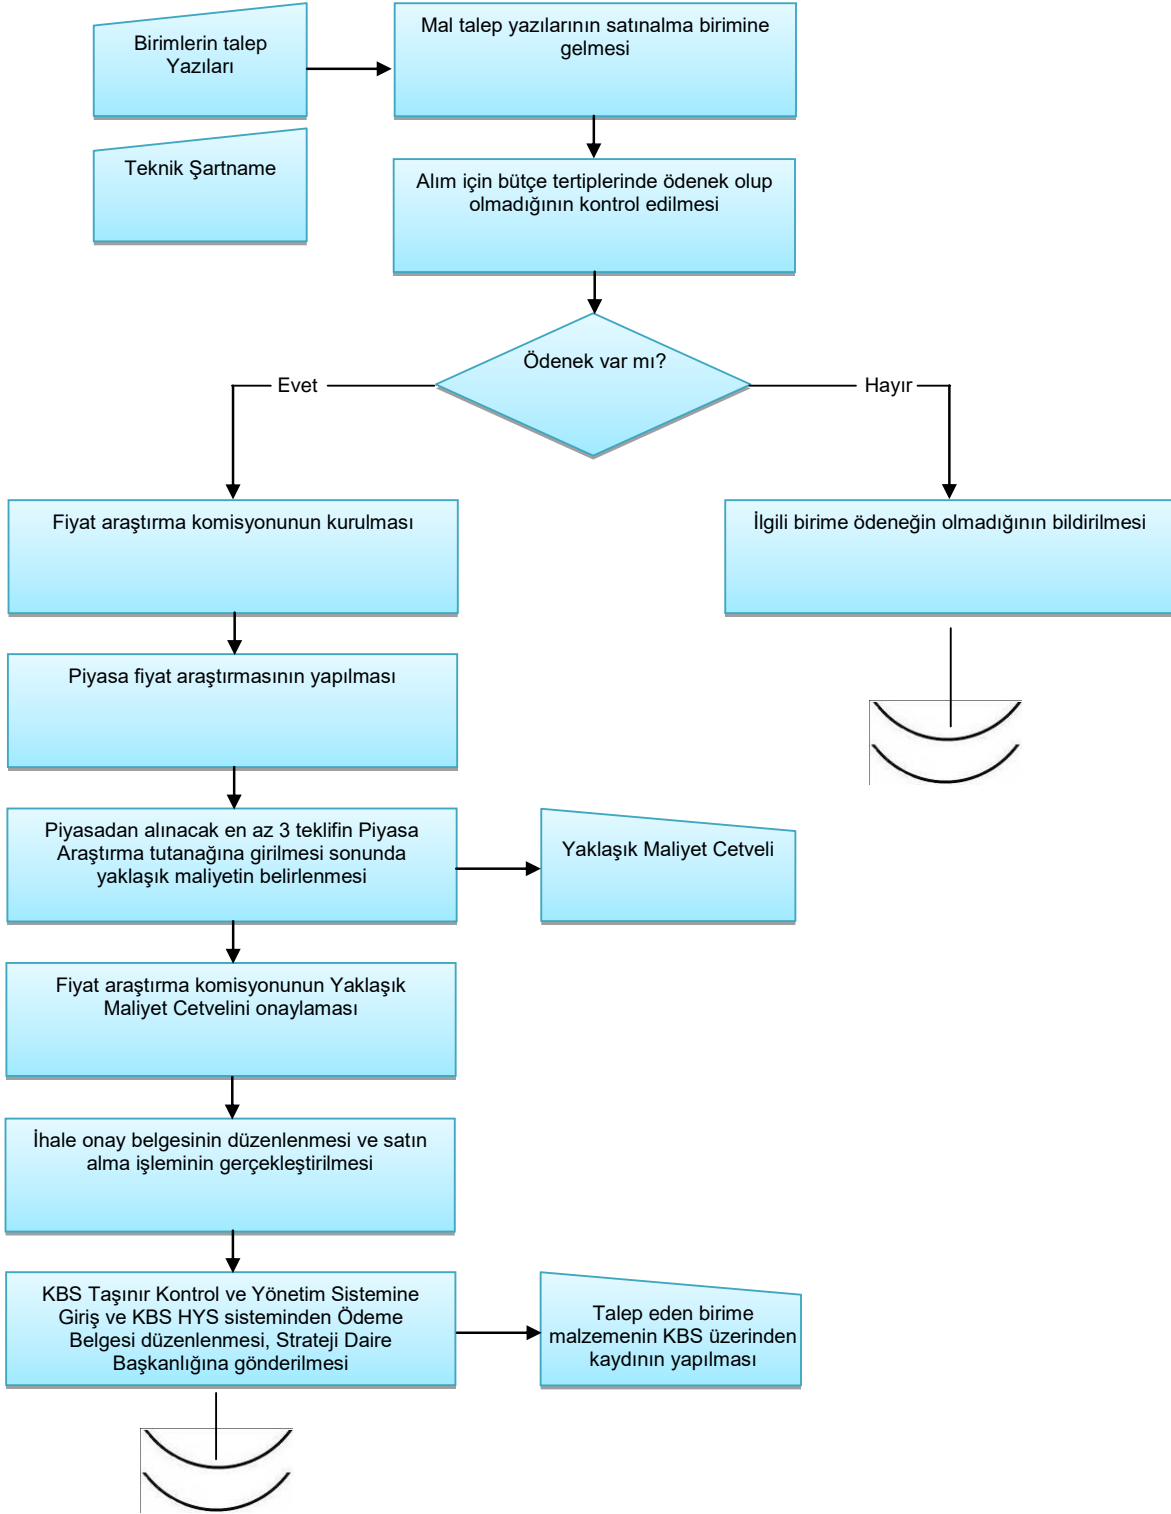 Birimlerin talep
Yazıları
Mal talep yazılarının satınalma birimine
gelmesi
Teknik Şartname
Alım için bütçe tertiplerinde ödenek olup
olmadığının kontrol edilmesi
Ödenek var mı?
Evet
Hayır
Fiyat araştırma komisyonunun kurulması
İlgili birime ödeneğin olmadığının bildirilmesi
Piyasa fiyat araştırmasının yapılması
Piyasadan alınacak en az 3 teklifin Piyasa
Araştırma tutanağına girilmesi sonunda
yaklaşık maliyetin belirlenmesi
Yaklaşık Maliyet Cetveli
Fiyat araştırma komisyonunun Yaklaşık
Maliyet Cetvelini onaylaması
İhale onay belgesinin düzenlenmesi ve satın
alma işleminin gerçekleştirilmesi
KBS Taşınır Kontrol ve Yönetim Sistemine
Giriş ve KBS HYS sisteminden Ödeme
Belgesi düzenlenmesi, Strateji Daire
Başkanlığına gönderilmesi
Talep eden birime
malzemenin KBS üzerinden
kaydının yapılması